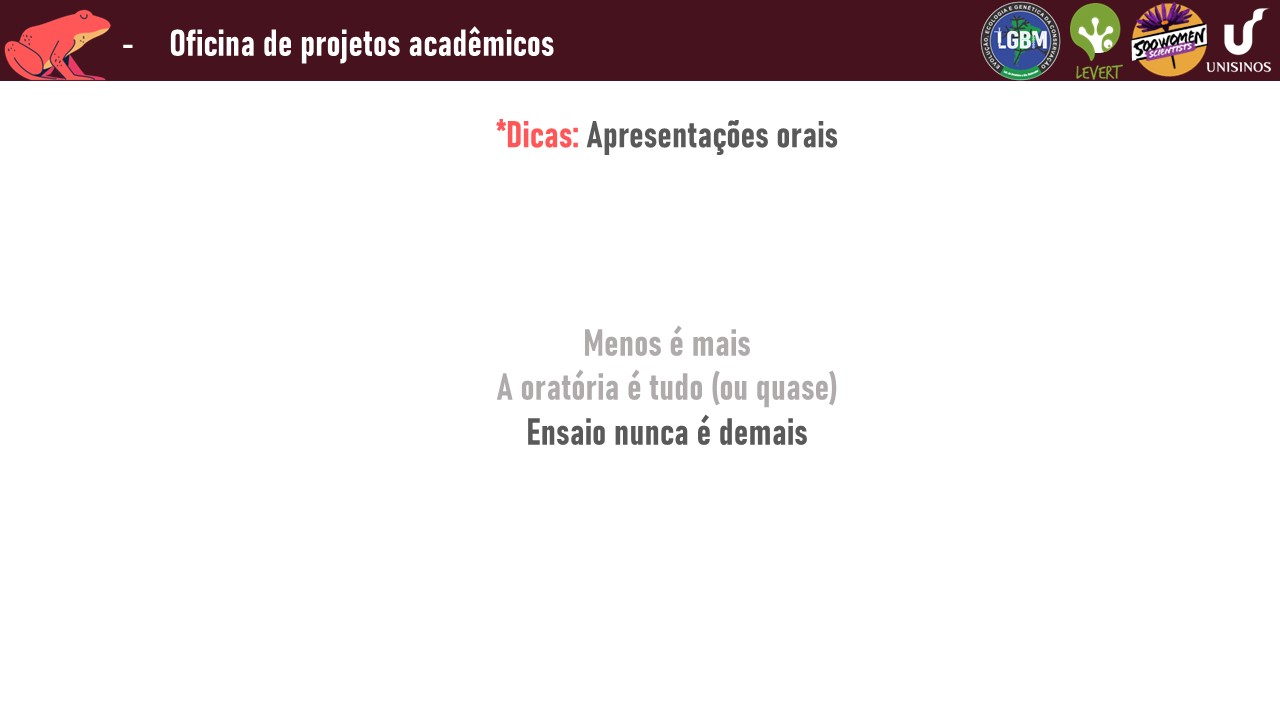 - Oficina de projetos acadêmicos
EVOLUÇÃO ECOLOGIA E GENÉTICA DA CONSERVAÇÃO
LGBM
LEVERT
500 WOMEN
SCIENTISTS
UNISINOS
*Dicas: Apresentações orais
Menos é mais
A oratória é tudo (ou quase)
Ensaio nunca é demais